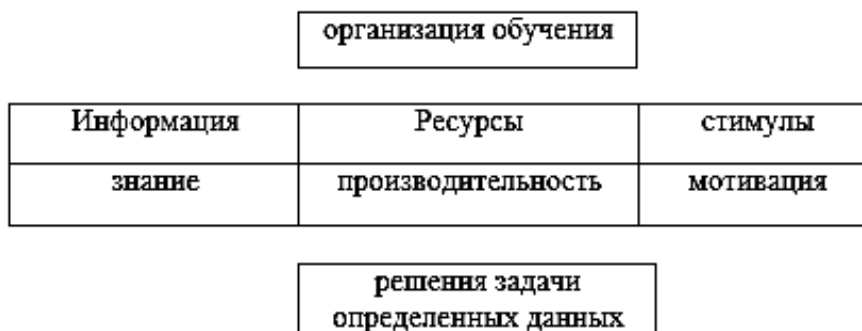 организация обучения
Информация Ресурсы стимулы
знание производительность мотивация
решения задачи
определенных данных